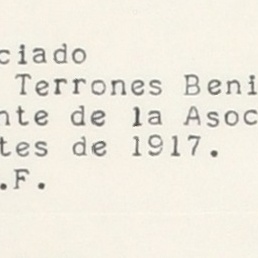 ciado
Terrones Beni
nte de la Asoc
tes de 1917.
.F.